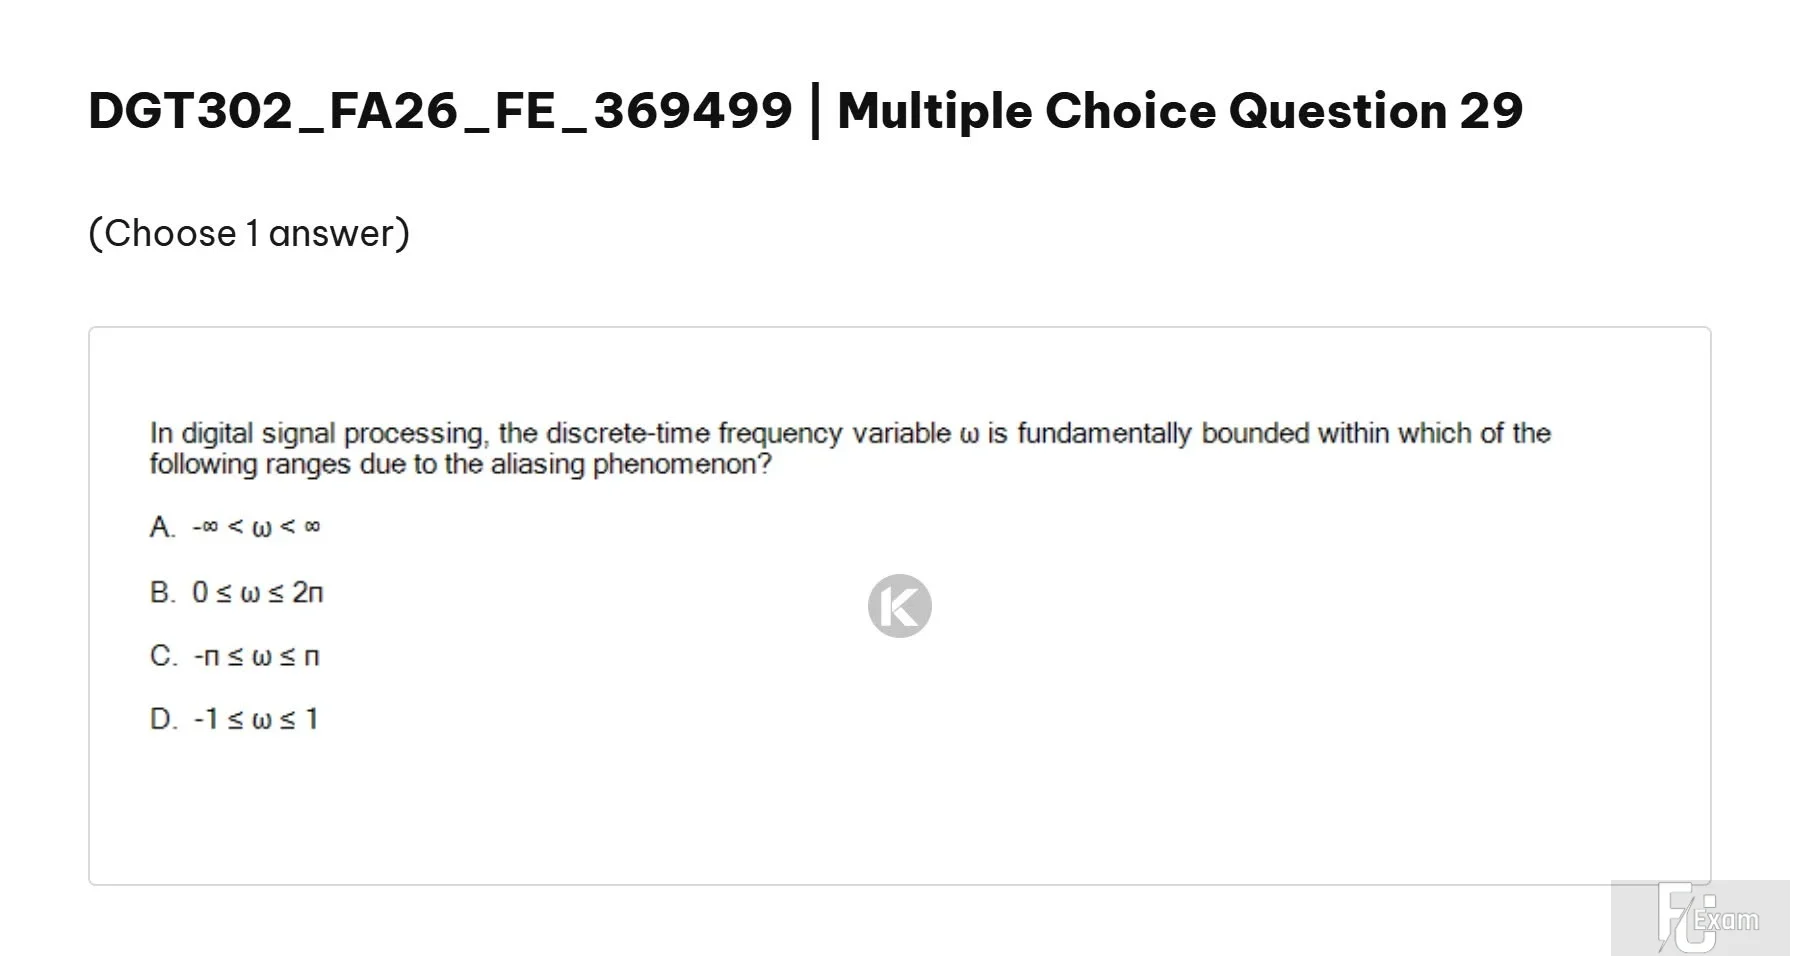 DGT302_FA26_FE_369499 | Multiple Choice Question 29
(Choose 1 answer)
In digital signal processing, the discrete-time frequency variable ω is fundamentally bounded within which of the
following ranges due to the aliasing phenomenon?
A. -∞ < ω < ∞
B. 0 ≤ ω ≤ 2π
C. -π ≤ ω ≤ π
D. -1 ≤ ω ≤ 1
K
FU Exam